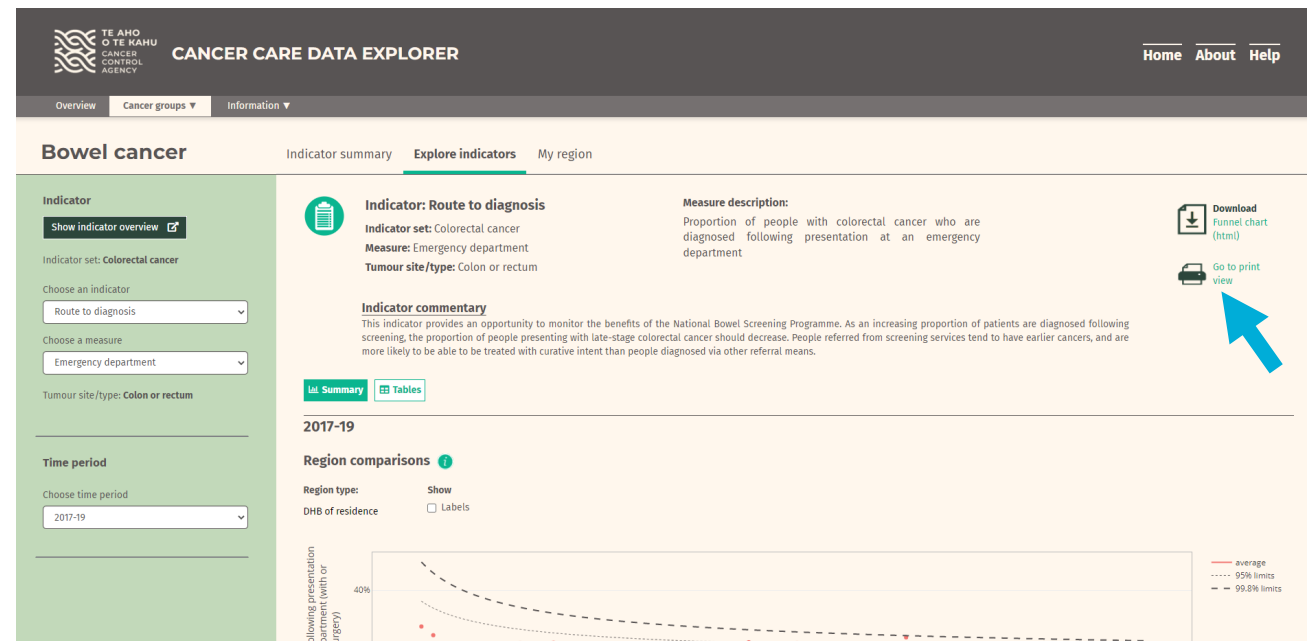 TE AHO
O TE KAHU
CANCER
CONTROL
AGENCY
CANCER CARE DATA EXPLORER
Home About Help
Overview Cancer groups ▼ Information ▼
Bowel cancer
Indicator summary Explore indicators My region
Indicator
Show indicator overview
Indicator set: Colorectal cancer
Choose an indicator
Route to diagnosis
Choose a measure
Emergency department
Tumour site/type: Colon or rectum
Time period
Choose time period
2017-19
Indicator: Route to diagnosis
Indicator set: Colorectal cancer
Measure: Emergency department
Tumour site/type: Colon or rectum
Measure description:
Proportion of people with colorectal cancer who are
diagnosed following presentation at an emergency
department
Download
Funnel chart
(html)
Go to print
view
Indicator commentary
This indicator provides an opportunity to monitor the benefits of the National Bowel Screening Programme. As an increasing proportion of patients are diagnosed following
screening, the proportion of people presenting with late-stage colorectal cancer should decrease. People referred from screening services tend to have earlier cancers, and are
more likely to be able to be treated with curative intent than people diagnosed via other referral means.
Summary Tables
2017-19
Region comparisons i
Region type: Show
DHB of residence Labels
following presentation
partment (with or
urgery)
40%
average
95% limits
99.8% limits